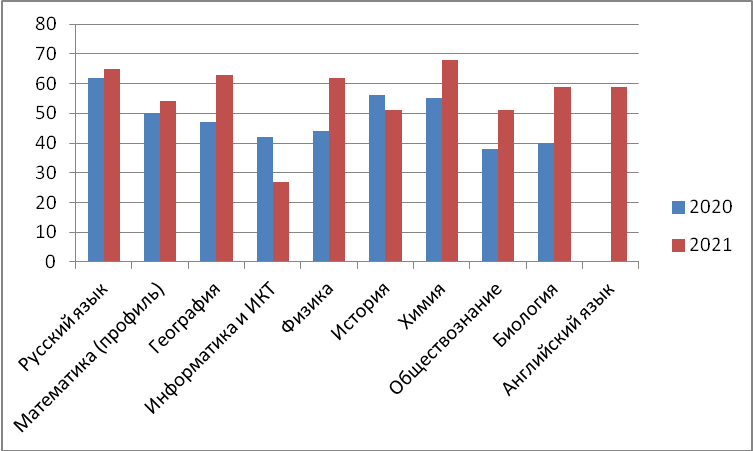 80
70
60
50
40
30
20
10
0
Русский язык
Математика (профиль)
География
Информатика и ИКТ
Физика
История
Химия
Обществознание
Биология
Английский язык
2020
2021